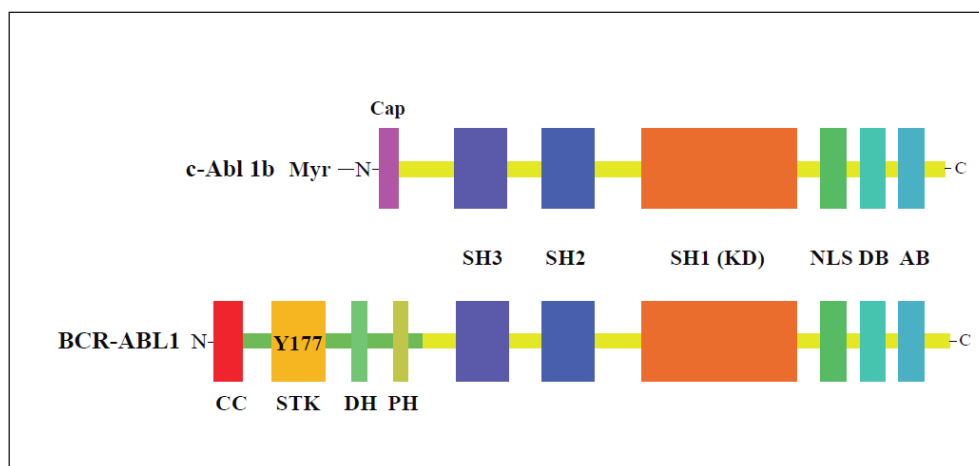 Cap
c-Abl 1b Myr N C
SH3 SH2 SH1 (KD) NLS DB AB
BCR-ABL1 N Y177 C
CC STK DH PH